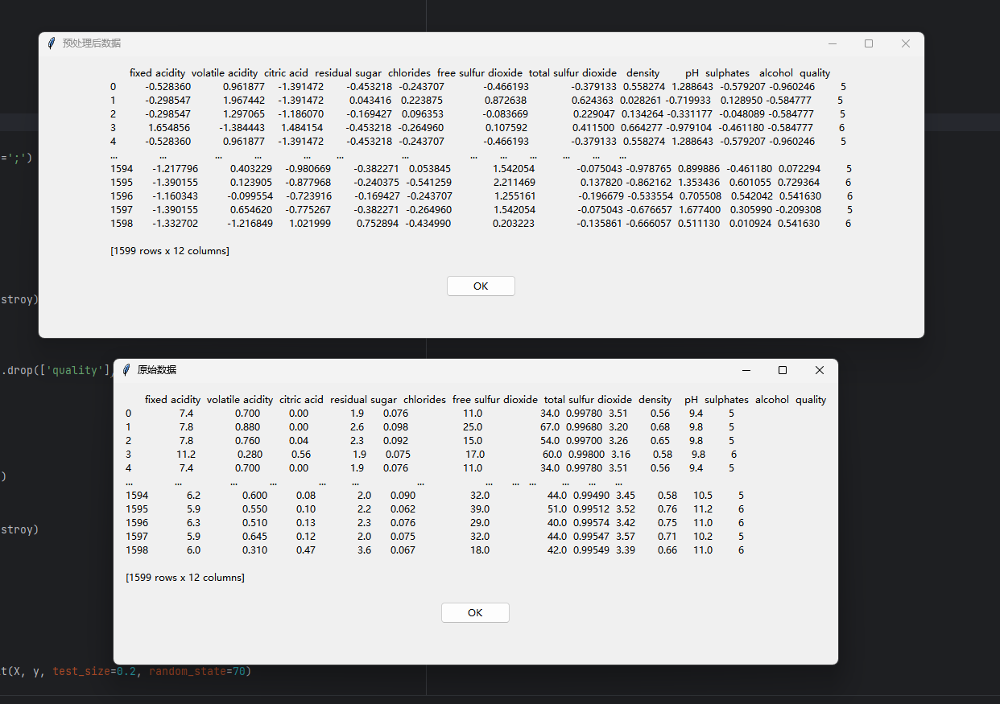 预处理后数据
fixed acidity volatile acidity citric acid residual sugar chlorides free sulfur dioxide total sulfur dioxide density pH sulphates alcohol quality
0 -0.528360 0.961877 -1.391472 -0.453218 -0.243707 -0.466193 -0.379133 0.558274 1.288643 -0.579207 -0.960246 5
1 -0.298547 1.967442 -1.391472 0.043416 0.223875 0.872638 0.624363 0.028261 -0.719933 0.128950 -0.584777 5
2 -0.298547 1.297065 -1.186070 -0.169427 0.096353 -0.083669 0.229047 0.134264 -0.331177 -0.048089 -0.584777 5
3 1.654856 -1.384443 1.484154 -0.453218 -0.264960 0.107592 0.411500 0.664277 -0.979104 -0.461180 -0.584777 6
4 -0.528360 0.961877 -1.391472 -0.453218 -0.243707 -0.466193 -0.379133 0.558274 1.288643 -0.579207 -0.960246 5
... ... ... ... ... ... ... ... ... ... ... ... ...
1594 -1.217796 0.403229 -0.980669 -0.382271 0.053845 1.542054 -0.075043 -0.978765 0.899886 -0.461180 0.072294 5
1595 -1.390155 0.123905 -0.877968 -0.240375 -0.541259 2.211469 0.137820 -0.862162 1.353436 0.601055 0.729364 6
1596 -1.160343 -0.099554 -0.723916 -0.169427 -0.243707 1.255161 -0.196679 -0.533554 0.705508 0.542042 0.541630 6
1597 -1.390155 0.654620 -0.775267 -0.382271 -0.264960 1.542054 -0.075043 -0.676657 1.677400 0.305990 -0.209308 5
1598 -1.332702 -1.216849 1.021999 0.752894 -0.434990 0.203223 -0.135861 -0.666057 0.511130 0.010924 0.541630 6
[1599 rows x 12 columns]
OK
=';')
stroy)
.drop(['quality']
原始数据
fixed acidity volatile acidity citric acid residual sugar chlorides free sulfur dioxide total sulfur dioxide density pH sulphates alcohol quality
0 7.4 0.700 0.00 1.9 0.076 11.0 34.0 0.99780 3.51 0.56 9.4 5
1 7.8 0.880 0.00 2.6 0.098 25.0 67.0 0.99680 3.20 0.68 9.8 5
2 7.8 0.760 0.04 2.3 0.092 15.0 54.0 0.99700 3.26 0.65 9.8 5
3 11.2 0.280 0.56 1.9 0.075 17.0 60.0 0.99800 3.16 0.58 9.8 6
4 7.4 0.700 0.00 1.9 0.076 11.0 34.0 0.99780 3.51 0.56 9.4 5
... ... ... ... ... ... ... ... ... ... ... ... ...
1594 6.2 0.600 0.08 2.0 0.090 32.0 44.0 0.99490 3.45 0.58 10.5 5
1595 5.9 0.550 0.10 2.2 0.062 39.0 51.0 0.99512 3.52 0.76 11.2 6
1596 6.3 0.510 0.13 2.3 0.076 29.0 40.0 0.99574 3.42 0.75 11.0 6
1597 5.9 0.645 0.12 2.0 0.075 32.0 44.0 0.99547 3.57 0.71 10.2 5
1598 6.0 0.310 0.47 3.6 0.067 18.0 42.0 0.99549 3.39 0.66 11.0 6
[1599 rows x 12 columns]
OK
)
stroy)
t(X, y, test_size=0.2, random_state=70)